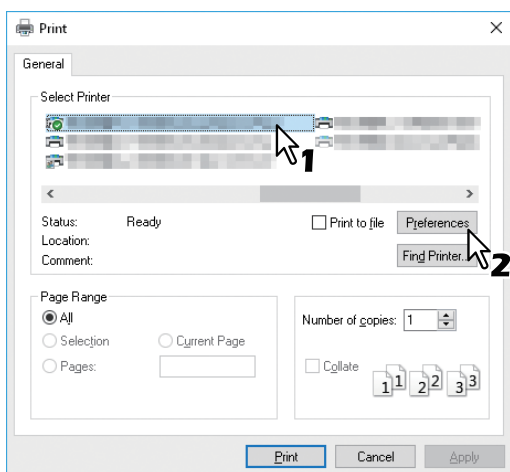 Print
General
Select Printer
1
Status: Ready Print to file Preferences
Location:
Comment: Find Printer...
2
Page Range
All Number of copies: 1
Selection Current Page
Pages: Collate 1 1 2 2 3 3
Print Cancel Apply